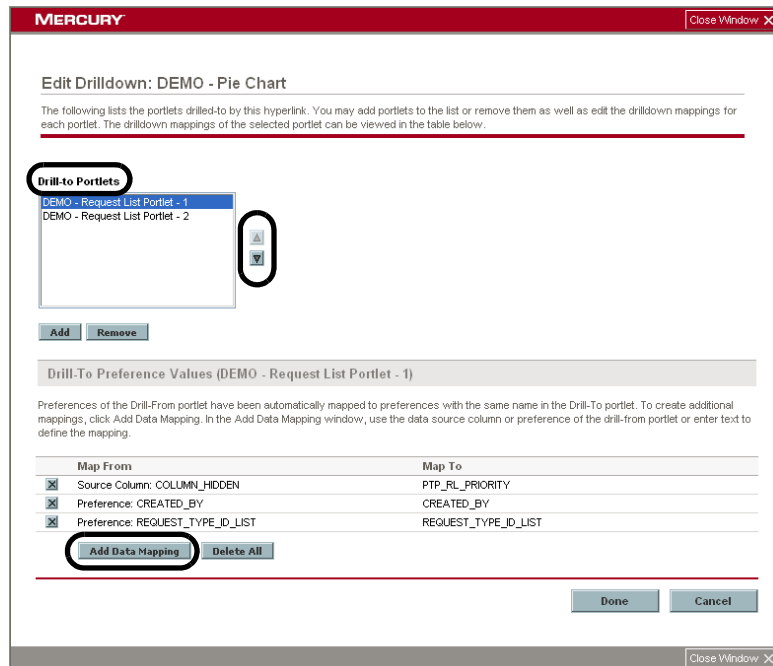 MERCURY
Close Window X
Edit Drilldown: DEMO - Pie Chart
The following lists the portlets drilled-to by this hyperlink. You may add portlets to the list or remove them as well as edit the drilldown mappings for
each portlet. The drilldown mappings of the selected portlet can be viewed in the table below.
Drill-to Portlets
DEMO - Request List Portlet - 1
DEMO - Request List Portlet - 2
Add Remove
Drill-To Preference Values (DEMO - Request List Portlet - 1)
Preferences of the Drill-From portlet have been automatically mapped to preferences with the same name in the Drill-To portlet. To create additional
mappings, click Add Data Mapping. In the Add Data Mapping window, use the data source column or preference of the drill-from portlet or enter text to
define the mapping.
Map From Map To
Source Column: COLUMN_HIDDEN PTP_RL_PRIORITY
Preference: CREATED_BY CREATED_BY
Preference: REQUEST_TYPE_ID_LIST REQUEST_TYPE_ID_LIST
Add Data Mapping Delete All
Done Cancel
Close Window X